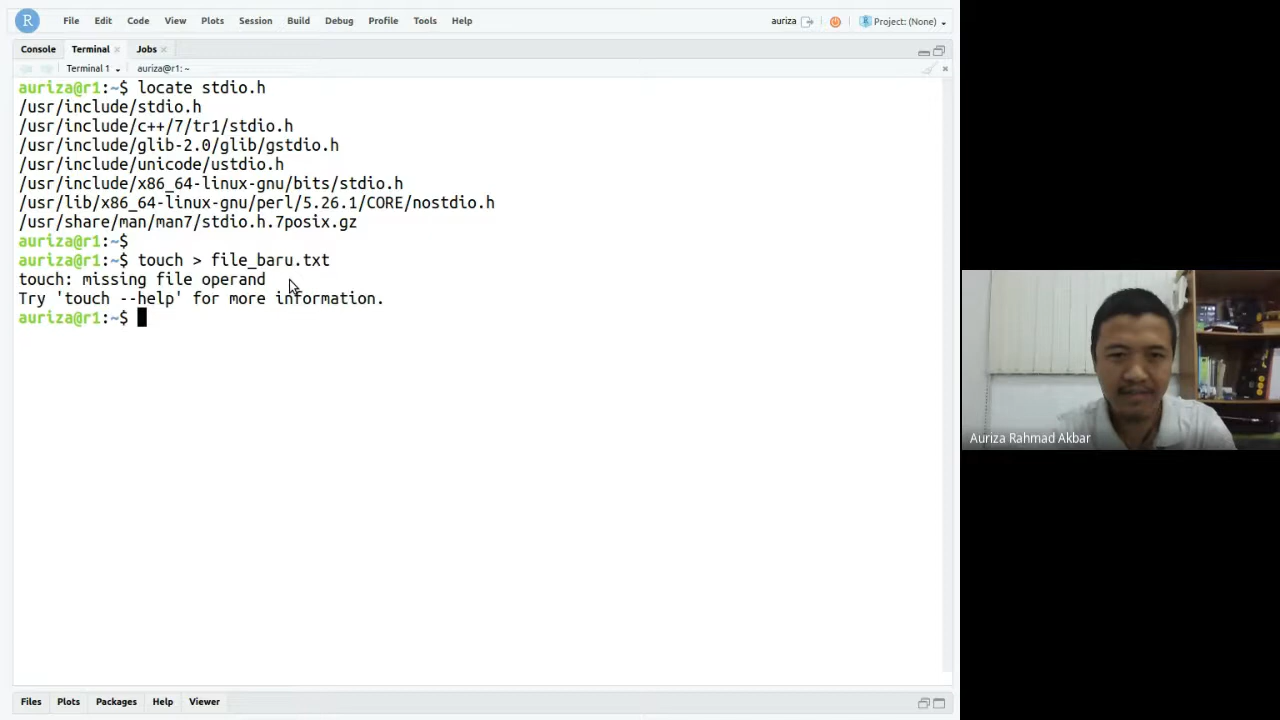 R File Edit Code View Plots Session Build Debug Profile Tools Help auriza Project: (None)
Console Terminal Jobs
Terminal 1 auriza@r1: ~
auriza@r1:~$ locate stdio.h
/usr/include/stdio.h
/usr/include/c++/7/tr1/stdio.h
/usr/include/glib-2.0/glib/gstdio.h
/usr/include/unicode/ustdio.h
/usr/include/x86_64-linux-gnu/bits/stdio.h
/usr/lib/x86_64-linux-gnu/perl/5.26.1/CORE/nostdio.h
/usr/share/man/man7/stdio.h.7posix.gz
auriza@r1:~$
auriza@r1:~$ touch > file_baru.txt
touch: missing file operand
Try 'touch --help' for more information.
auriza@r1:~$
Auriza Rahmad Akbar
Files Plots Packages Help Viewer